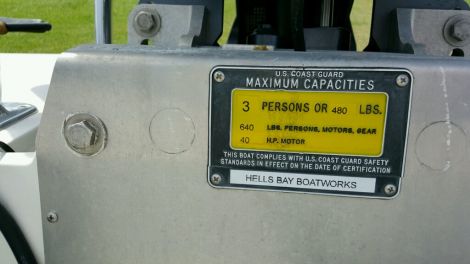 U.S. COAST GUARD
MAXIMUM CAPACITIES
3 PERSONS OR 480 LBS.
640 LBS. PERSONS, MOTORS, GEAR
40 H.P. MOTOR
THIS BOAT COMPLIES WITH U.S. COAST GUARD SAFETY
STANDARDS IN EFFECT ON THE DATE OF CERTIFICATION
HELLS BAY BOATWORKS